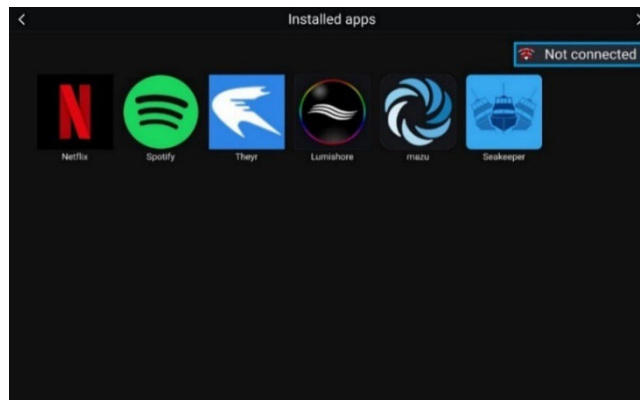 Installed apps
Not connected
Netflix Spotify Theyr Lumishore mazu Seakeeper